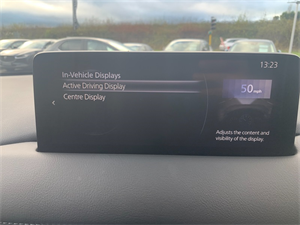 13:23
In-Vehicle Displays
Active Driving Display
Centre Display
50 mph
Adjusts the content and
visibility of the display.